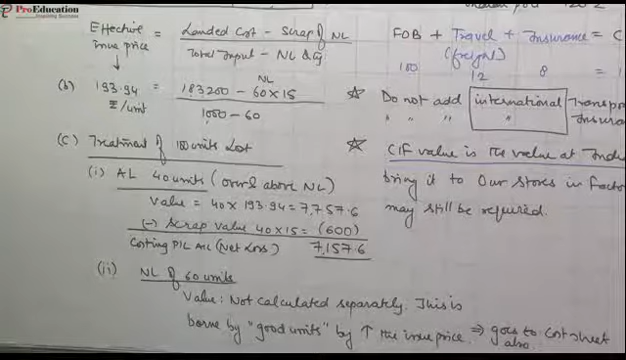 ProEducation
Effective issue price = Landed Cost - Scrap of NL
Total Input - NL
(b) 193.94 ₹/unit = 183200 - 60 x 15
NL
1000 - 60
(c) Treatment of 100 units Lost
(i) AL 40 units (over & above NL)
Value = 40 x 193.94 = 7,757.6
(-) Scrap value 40 x 15 = (600)
Costing P/L A/c (Net Loss) 7,157.6
(ii) NL of 60 units
Value: Not calculated separately. This is
borne by "good units" by ↑ the issue price. ⇒ goes to cost sheet
also.
FOB + Travel + Insurance = C
(freight)
100 12 8 =
☆ Do not add international Transp
" " " " Insura
☆ CIF value is the value at Indi
bring it to Our stores in Facto
may still be required.